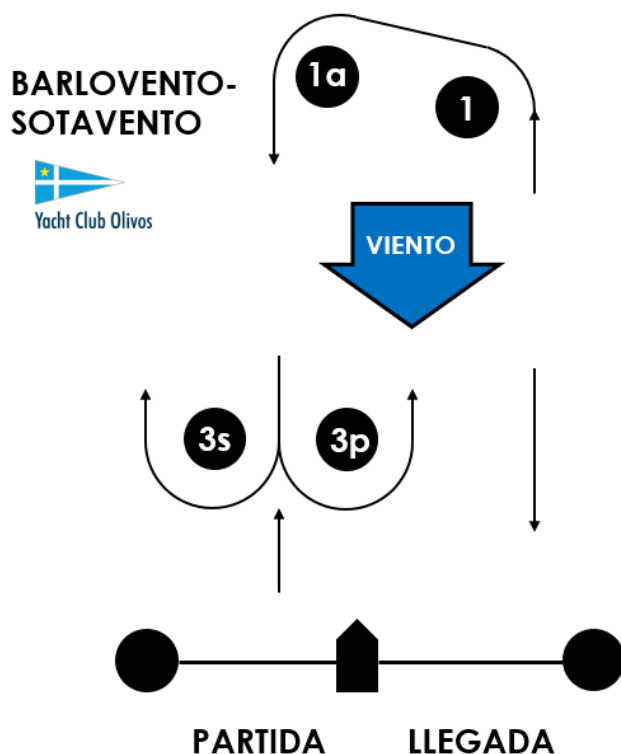 1a
BARLOVENTO-
SOTAVENTO
1
Yacht Club Olivos
VIENTO
3s
3p
PARTIDA
LLEGADA